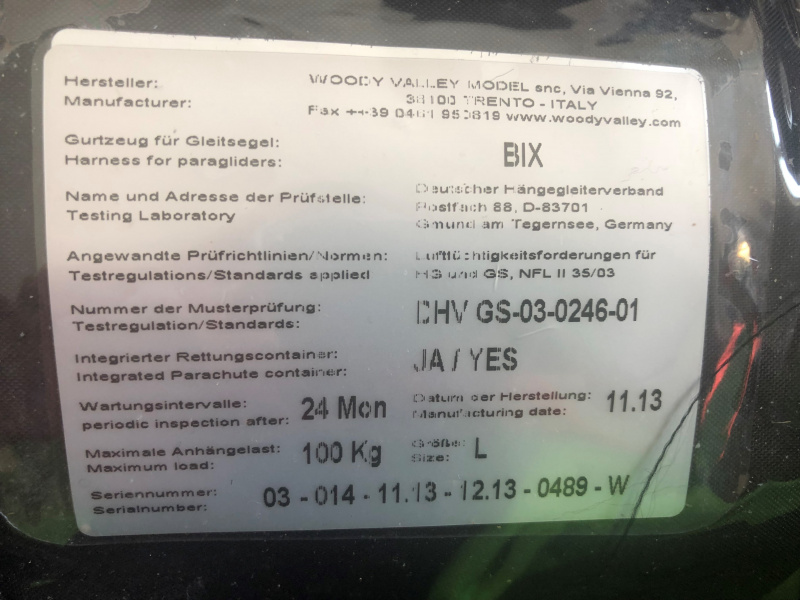 Hersteller: WOODY VALLEY MODEL snc, Via Vienna 92,
Manufacturer: 38100 TRENTO - ITALY
Fax ++39 0461 950819 www.woodyvalley.com
Gurtzeug für Gleitsegel:
Harness for paragliders: BIX
Name und Adresse der Prüfstelle: Deutscher Hängegleiterverband
Testing Laboratory Postfach 88, D-83701
Gmund am Tegernsee, Germany
Angewandte Prüfrichtlinien/Normen: Lufttüchtigkeitsforderungen für
Testregulations/Standards applied HG und GS, NFL II 35/03
Nummer der Musterprüfung: DHV GS-03-0246-01
Testregulation/Standards:
Integrierter Rettungscontainer: JA / YES
Integrated Parachute container:
Wartungsintervalle: 24 Mon Datum der Herstellung: 11.13
periodic inspection after: Manufacturing date:
Maximale Anhängelast: 100 Kg Größe: L
Maximum load: Size:
Seriennummer: 03 - 014 - 11.13 - 12.13 - 0489 - W
Serialnumber: